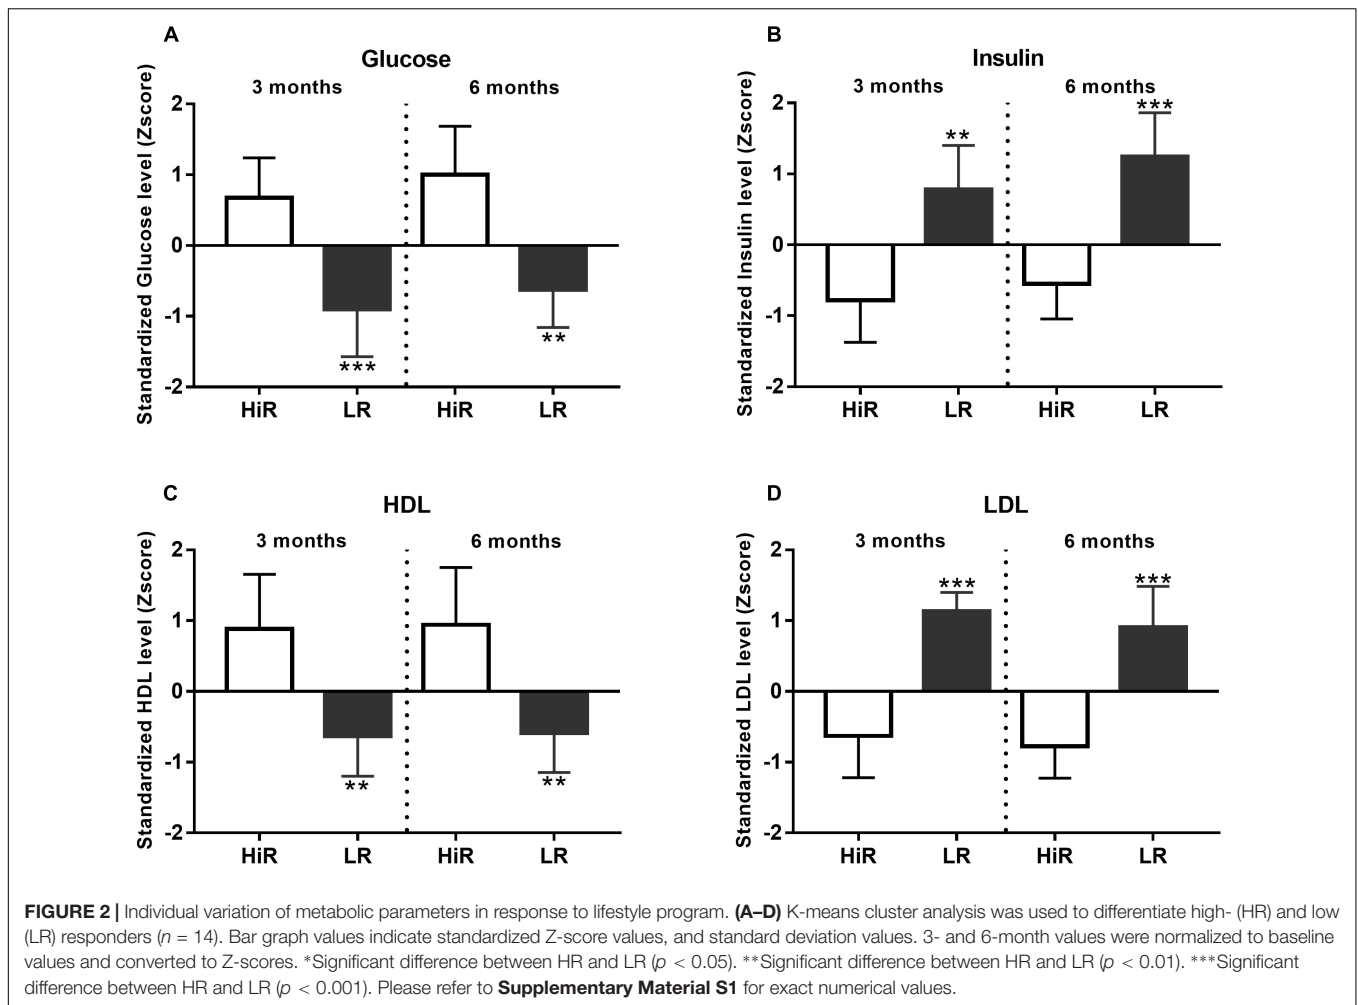 A
Glucose
3 months
6 months
Standardized Glucose level (Zscore)
2
1
0
-1
-2
***
**
HiR
LR
HiR
LR
B
Insulin
3 months
6 months
Standardized Insulin level (Zscore)
2
1
0
-1
-2
**
***
HiR
LR
HiR
LR
C
HDL
3 months
6 months
Standardized HDL level (Zscore)
2
1
0
-1
-2
**
**
HiR
LR
HiR
LR
D
LDL
3 months
6 months
Standardized LDL level (Zscore)
2
1
0
-1
-2
***
***
HiR
LR
HiR
LR
FIGURE 2 | Individual variation of metabolic parameters in response to lifestyle program. (A–D) K-means cluster analysis was used to differentiate high- (HR) and low
(LR) responders (n = 14). Bar graph values indicate standardized Z-score values, and standard deviation values. 3- and 6-month values were normalized to baseline
values and converted to Z-scores. *Significant difference between HR and LR (p < 0.05). **Significant difference between HR and LR (p < 0.01). ***Significant
difference between HR and LR (p < 0.001). Please refer to Supplementary Material S1 for exact numerical values.